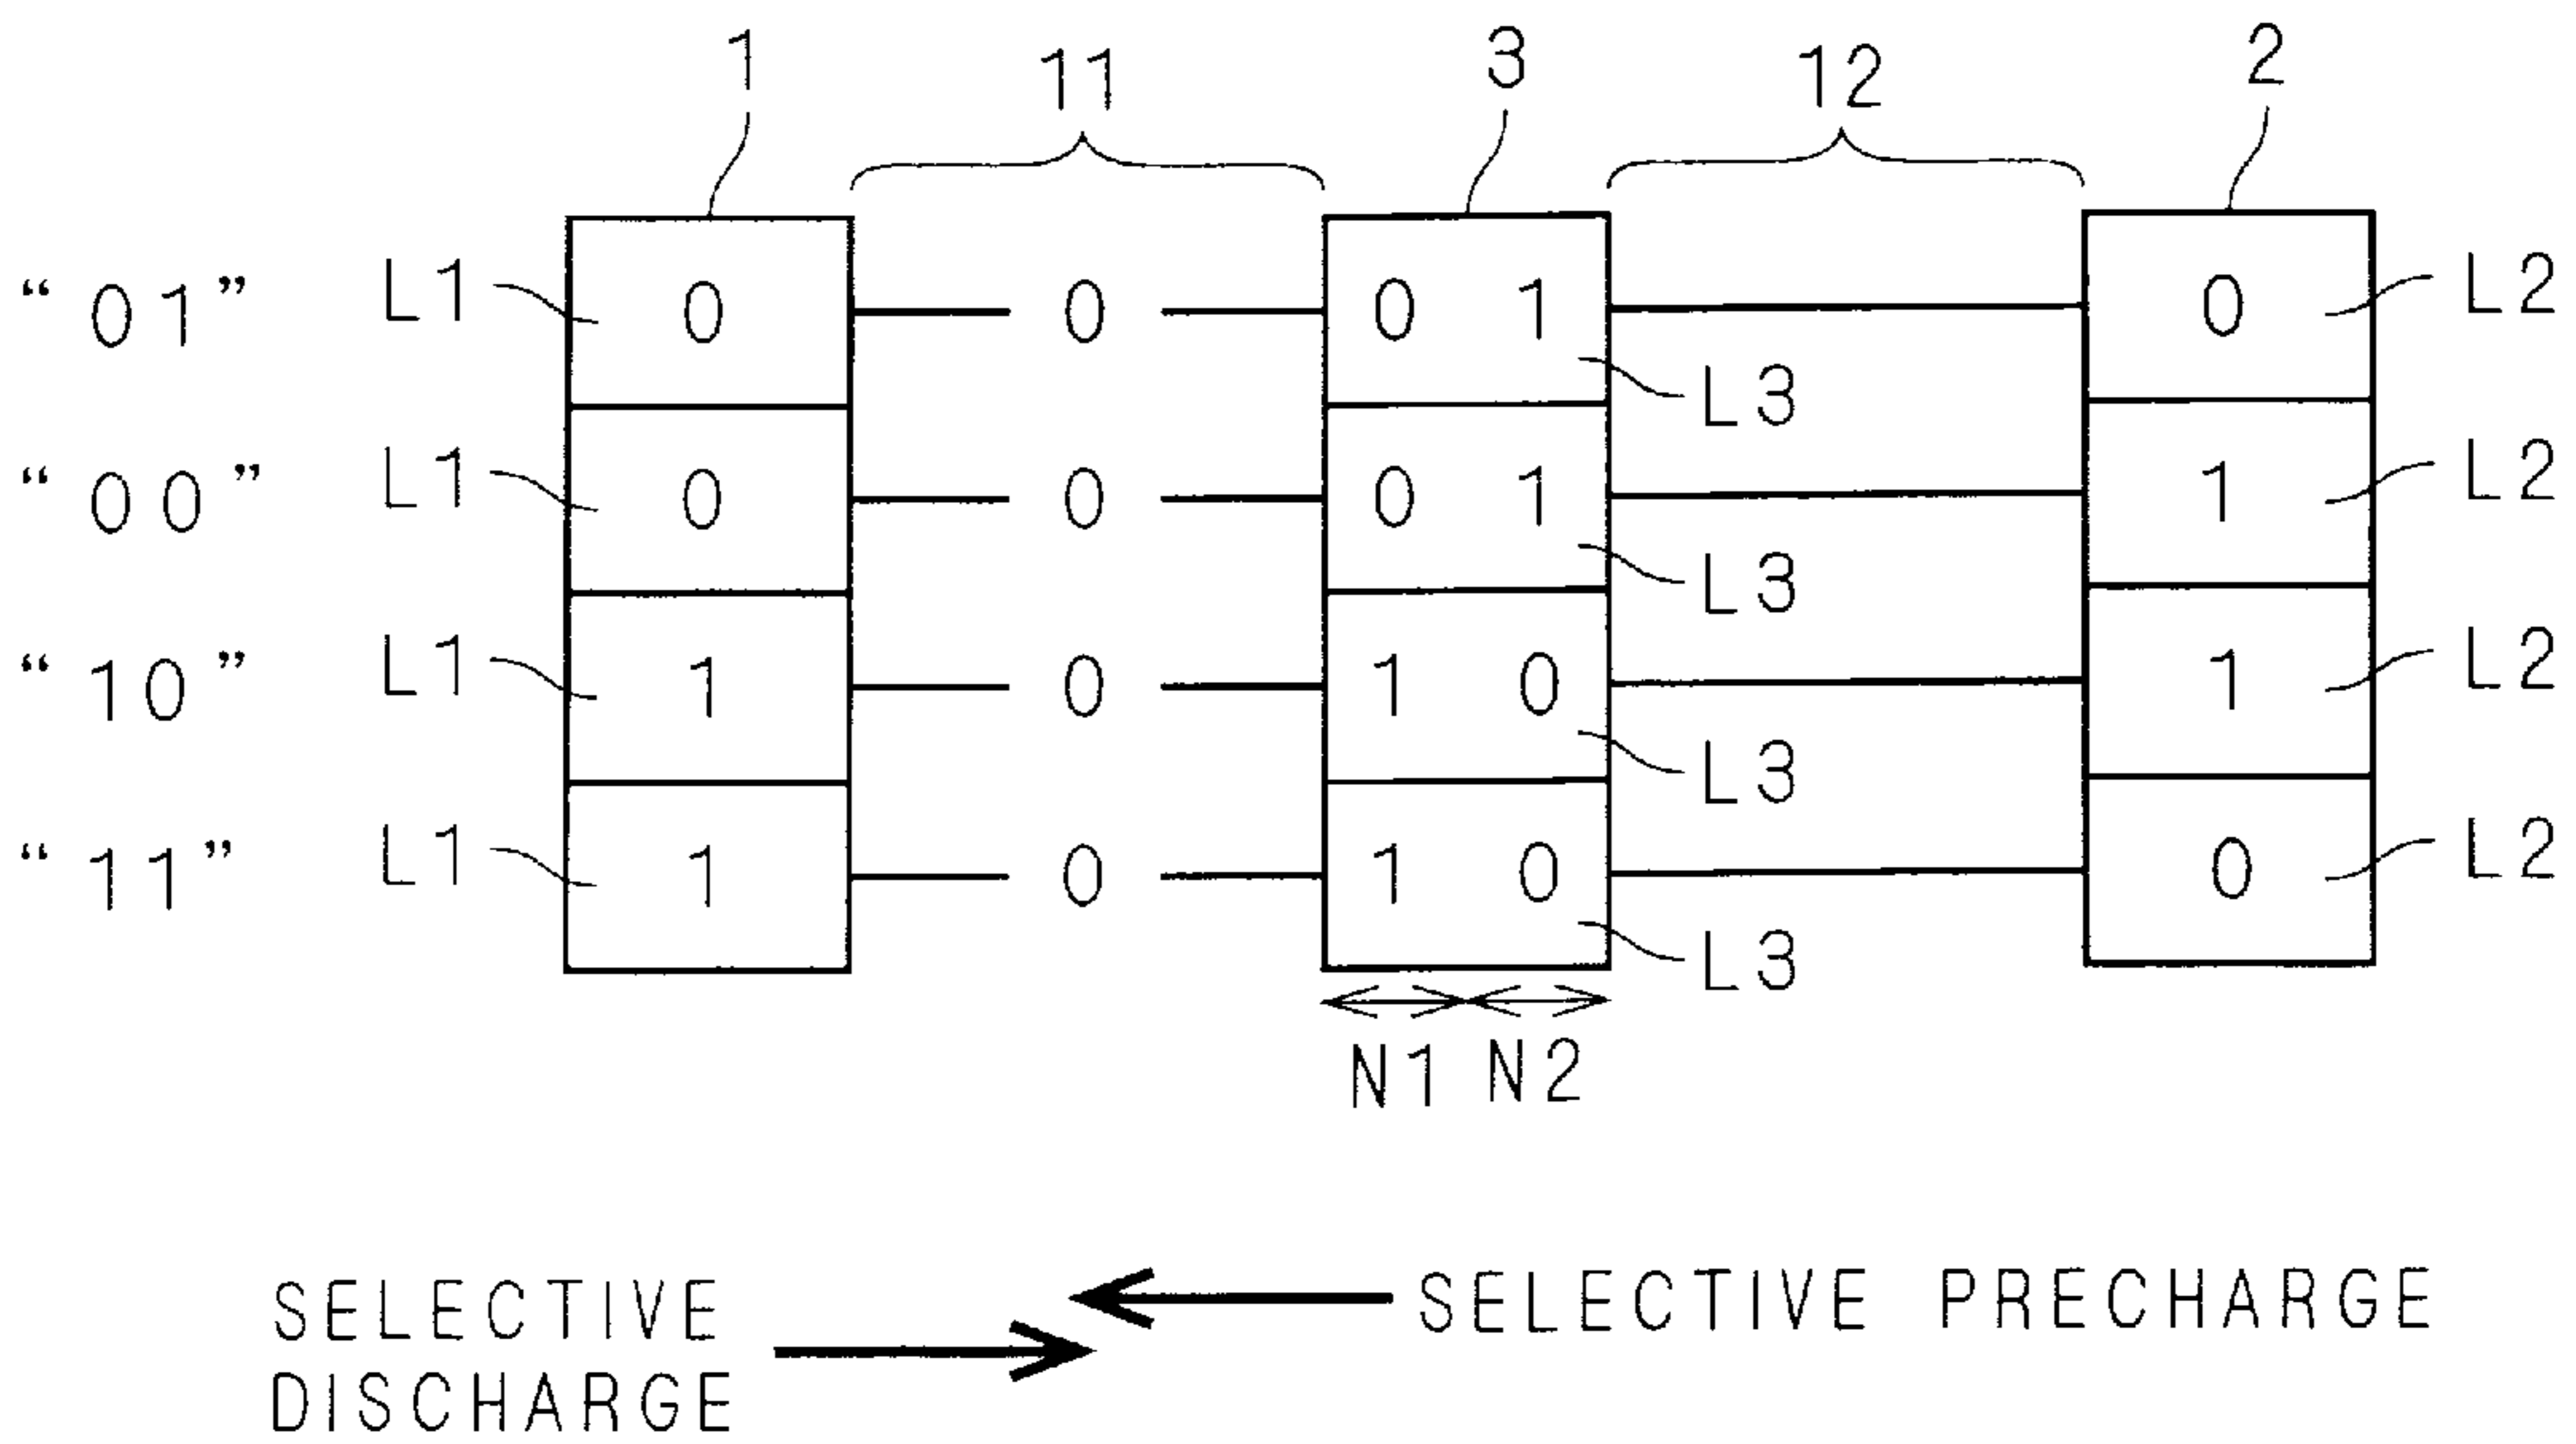 1 11 3 12 2
“01” L1 0 0 0 1 0 L2
L3
“00” L1 0 0 0 1 1 L2
L3
“10” L1 1 0 1 0 1 L2
L3
“11” L1 1 0 1 0 0 L2
L3
N1 N2
SELECTIVE DISCHARGE
SELECTIVE PRECHARGE